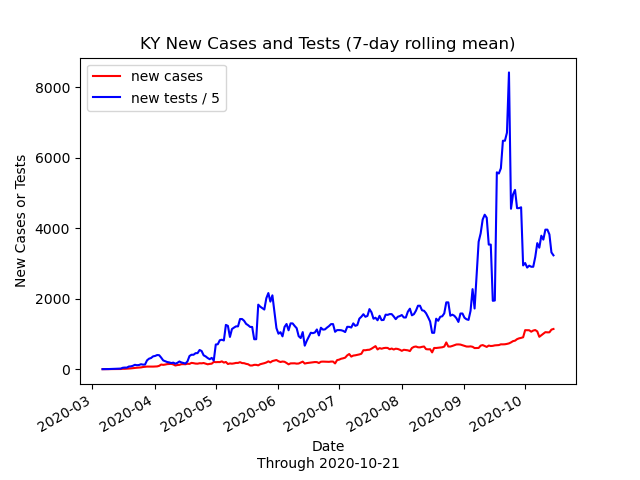 KY New Cases and Tests (7-day rolling mean)
new cases
new tests / 5
New Cases or Tests
8000
6000
4000
2000
0
2020-03
2020-04
2020-05
2020-06
2020-07
2020-08
2020-09
2020-10
Date
Through 2020-10-21